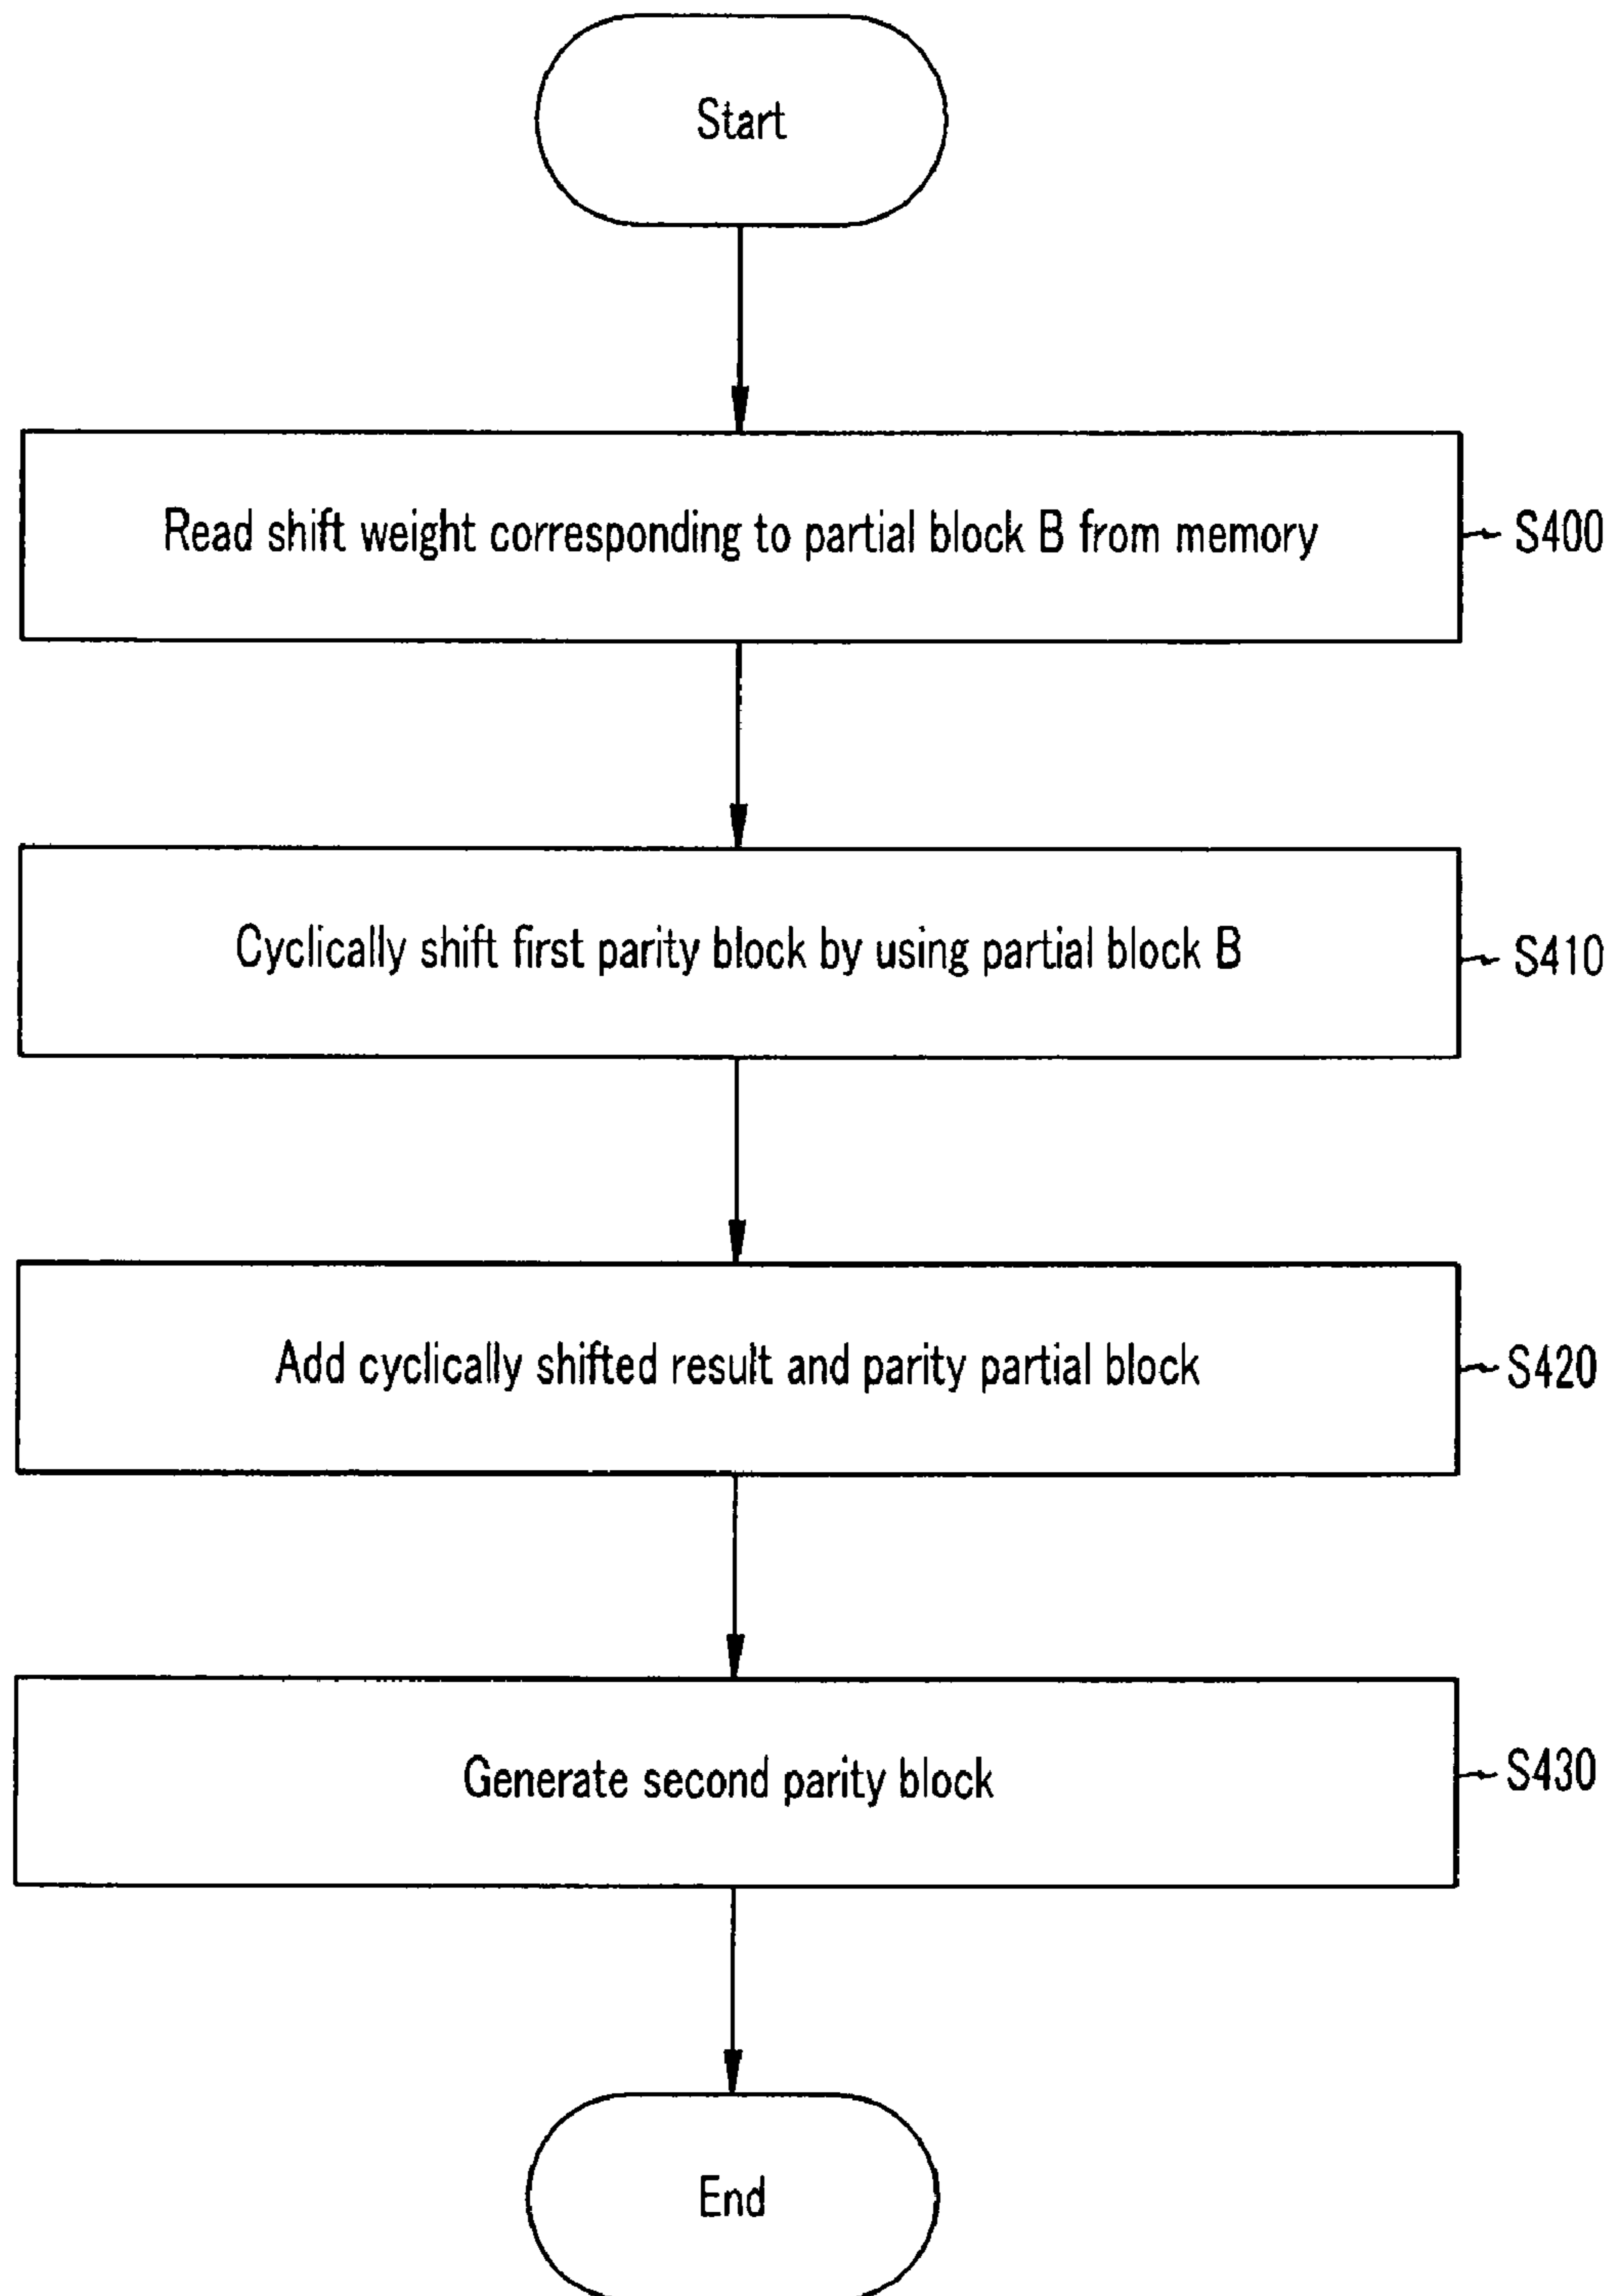 Start
Read shift weight corresponding to partial block B from memory
S400
Cyclically shift first parity block by using partial block B
S410
Add cyclically shifted result and parity partial block
S420
Generate second parity block
S430
End